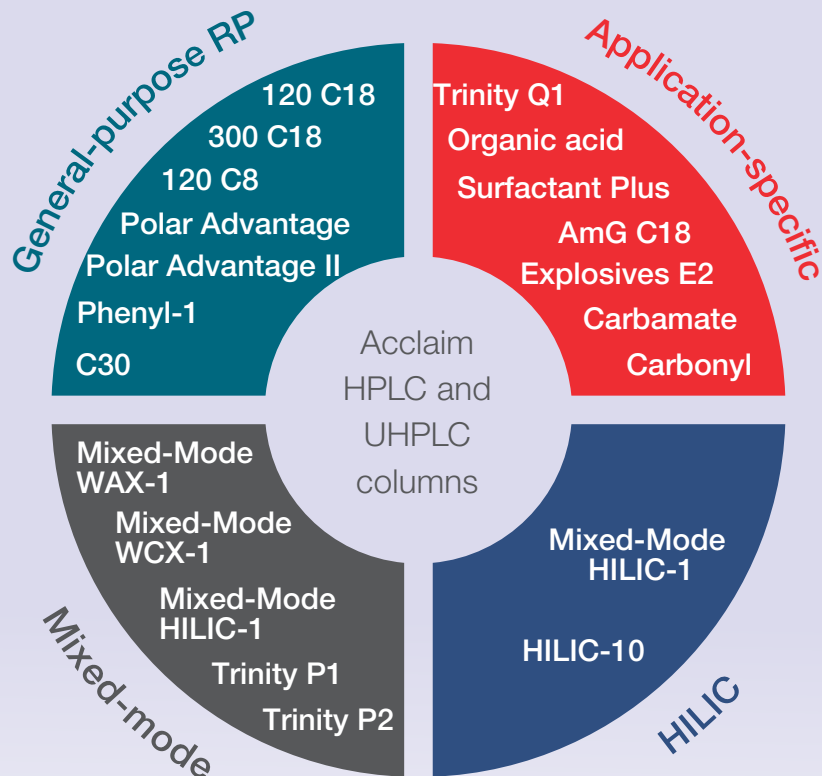 General-purpose RP
120 C18
300 C18
120 C8
Polar Advantage
Polar Advantage II
Phenyl-1
C30
Application-specific
Trinity Q1
Organic acid
Surfactant Plus
AmG C18
Explosives E2
Carbamate
Carbonyl
Acclaim
HPLC and
UHPLC
columns
Mixed-Mode
WAX-1
Mixed-Mode
WCX-1
Mixed-Mode
HILIC-1
Trinity P1
Trinity P2
Mixed-mode
Mixed-Mode
HILIC-1
HILIC-10
HILIC